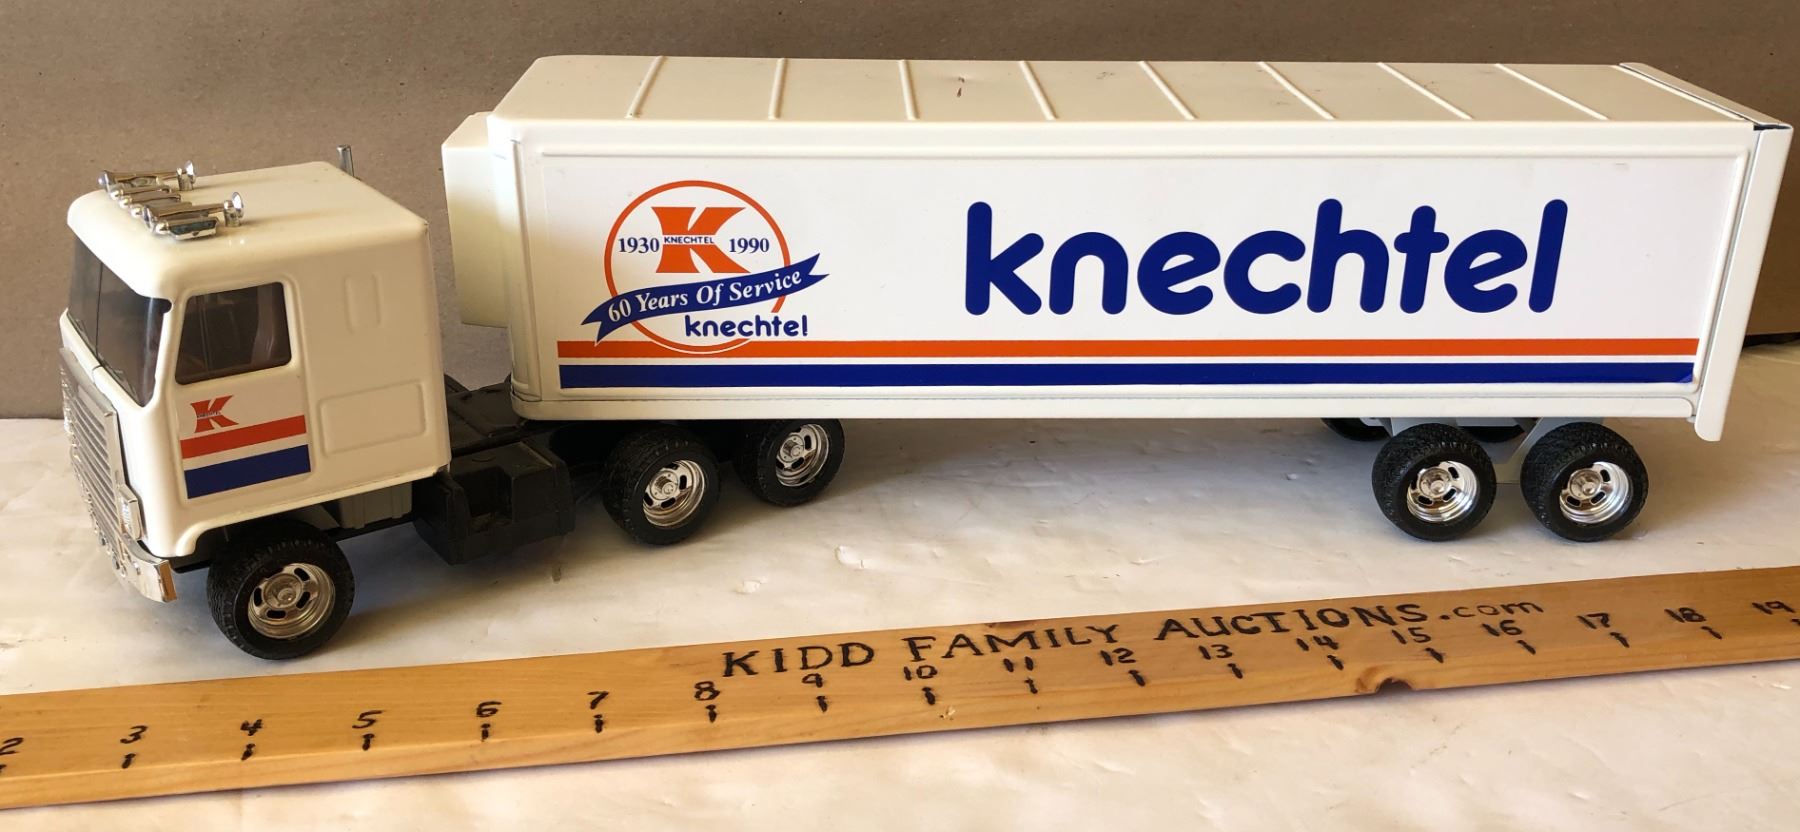 1930 KNECHTEL 1990
K
60 Years Of Service
knechtel
knechtel
K
KIDD FAMILY AUCTIONS.com
2 3 4 5 6 7 8 9 10 11 12 13 14 15 16 17 18 19